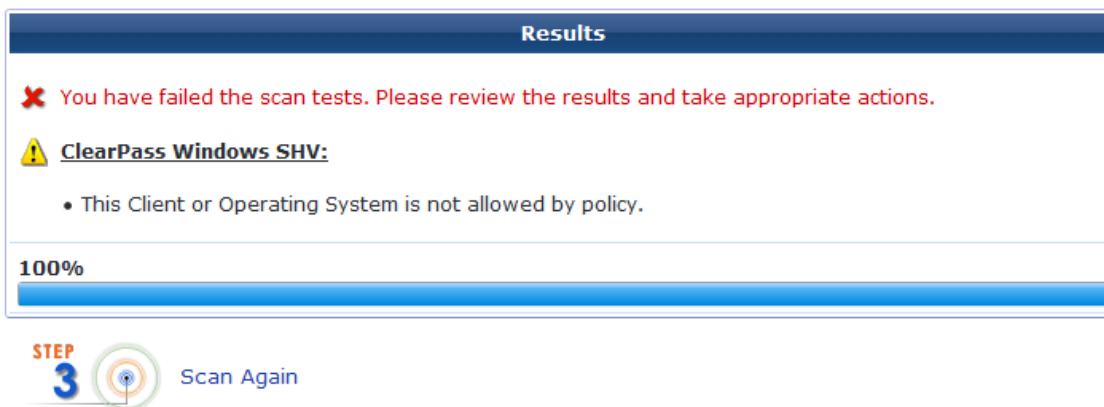 Results
You have failed the scan tests. Please review the results and take appropriate actions.
ClearPass Windows SHV:
• This Client or Operating System is not allowed by policy.
100%
STEP
3
Scan Again